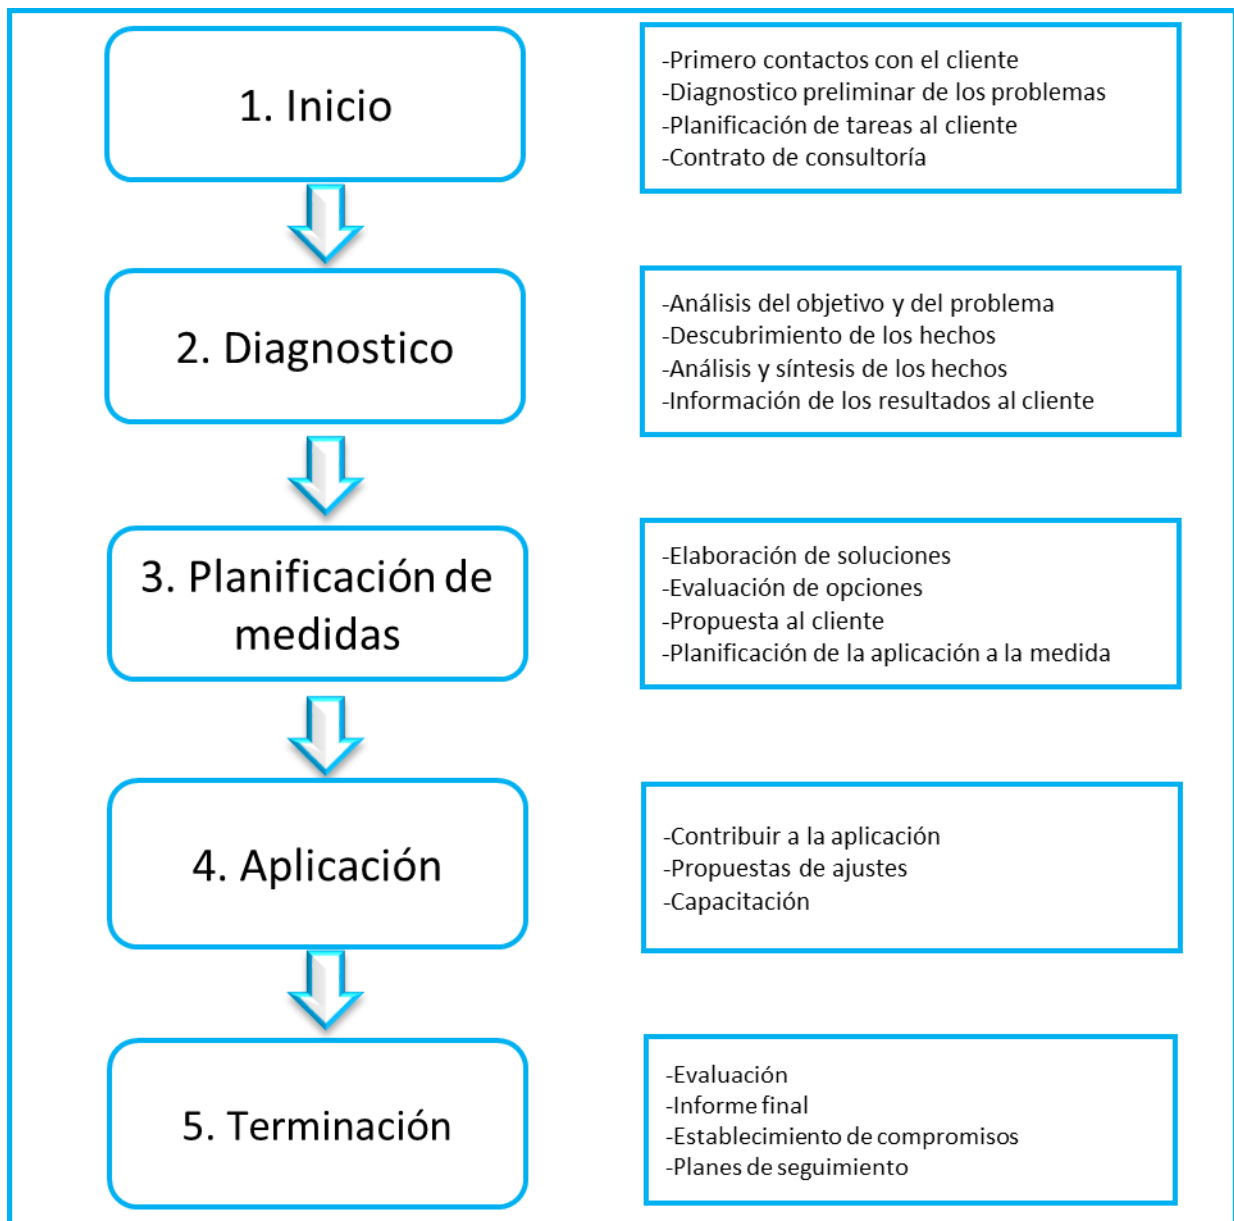 1. Inicio
-Primero contactos con el cliente
-Diagnostico preliminar de los problemas
-Planificación de tareas al cliente
-Contrato de consultoría
2. Diagnostico
-Análisis del objetivo y del problema
-Descubrimiento de los hechos
-Análisis y síntesis de los hechos
-Información de los resultados al cliente
3. Planificación de
medidas
-Elaboración de soluciones
-Evaluación de opciones
-Propuesta al cliente
-Planificación de la aplicación a la medida
4. Aplicación
-Contribuir a la aplicación
-Propuestas de ajustes
-Capacitación
5. Terminación
-Evaluación
-Informe final
-Establecimiento de compromisos
-Planes de seguimiento